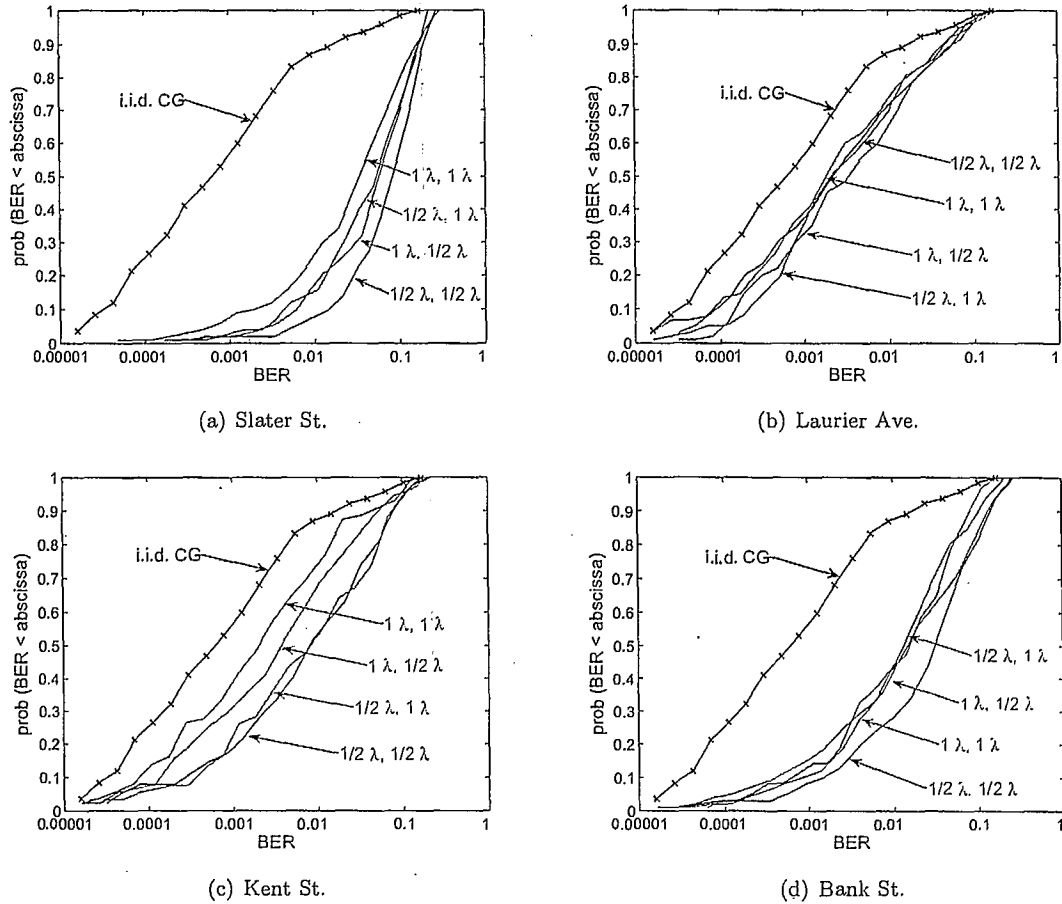 prob (BER < abscissa)
1
0.9
0.8
0.7
0.6
0.5
0.4
0.3
0.2
0.1
0
i.i.d. CG
1 λ, 1 λ
1/2 λ, 1 λ
1 λ, 1/2 λ
1/2 λ, 1/2 λ
0.00001 0.0001 0.001 0.01 0.1 1
BER
(a) Slater St.
prob (BER < abscissa)
1
0.9
0.8
0.7
0.6
0.5
0.4
0.3
0.2
0.1
0
i.i.d. CG
1/2 λ, 1/2 λ
1 λ, 1 λ
1 λ, 1/2 λ
1/2 λ, 1 λ
0.00001 0.0001 0.001 0.01 0.1 1
BER
(b) Laurier Ave.
prob (BER < abscissa)
1
0.9
0.8
0.7
0.6
0.5
0.4
0.3
0.2
0.1
0
i.i.d. CG
1 λ, 1 λ
1 λ, 1/2 λ
1/2 λ, 1 λ
1/2 λ, 1/2 λ
0.00001 0.0001 0.001 0.01 0.1 1
BER
(c) Kent St.
prob (BER < abscissa)
1
0.9
0.8
0.7
0.6
0.5
0.4
0.3
0.2
0.1
0
i.i.d. CG
1/2 λ, 1 λ
1 λ, 1/2 λ
1 λ, 1 λ
1/2 λ, 1/2 λ
0.00001 0.0001 0.001 0.01 0.1 1
BER
(d) Bank St.